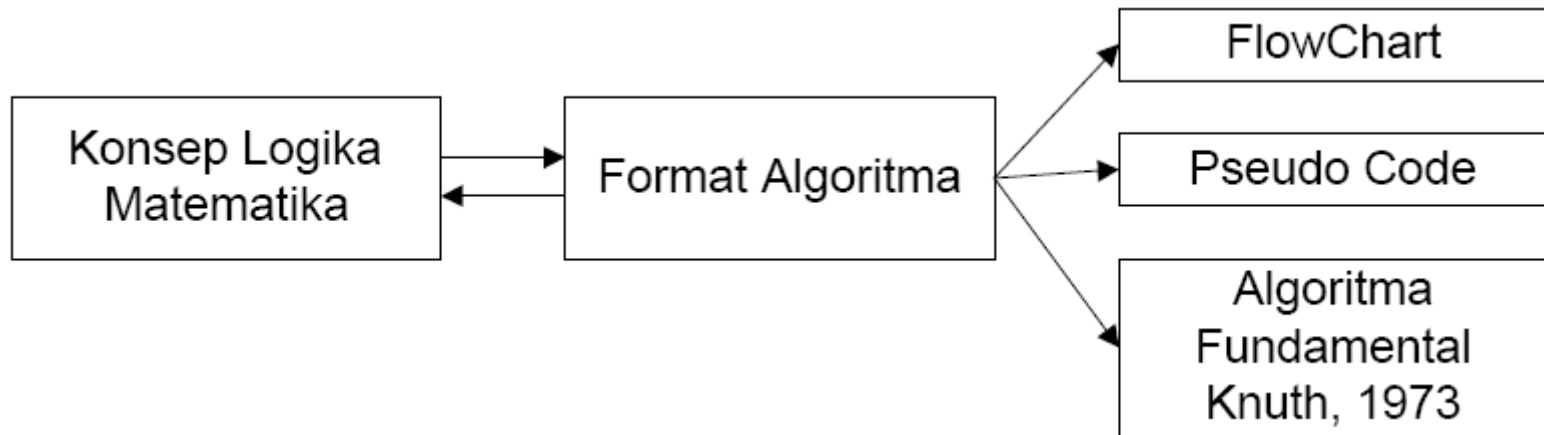 Konsep Logika
Matematika
Format Algoritma
FlowChart
Pseudo Code
Algoritma
Fundamental
Knuth, 1973